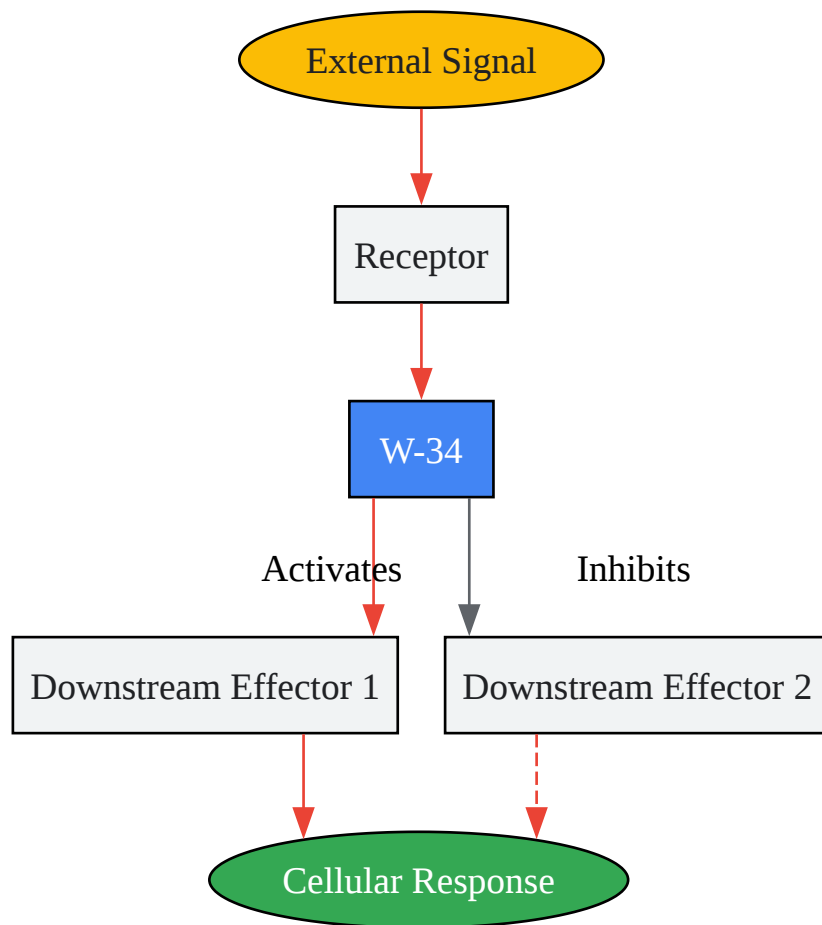 External Signal
Receptor
W-34
Activates
Inhibits
Downstream Effector 1
Downstream Effector 2
Cellular Response